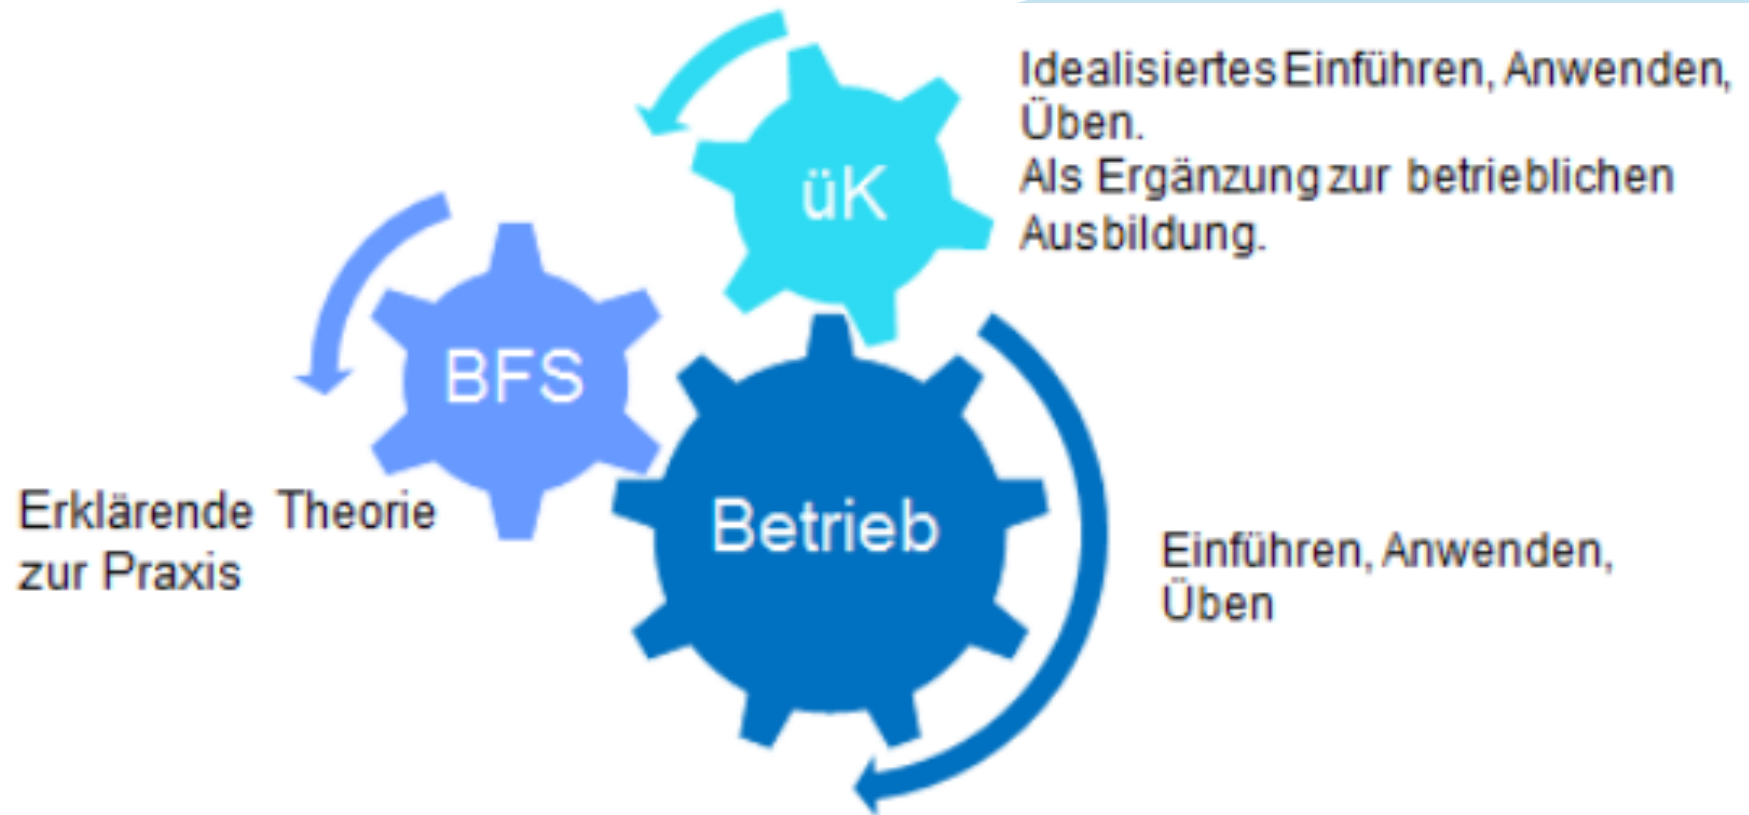 Idealisiertes Einführen, Anwenden,
Üben.
Als Ergänzung zur betrieblichen
Ausbildung.
üK
BFS
Erklärende Theorie
zur Praxis
Betrieb
Einführen, Anwenden,
Üben